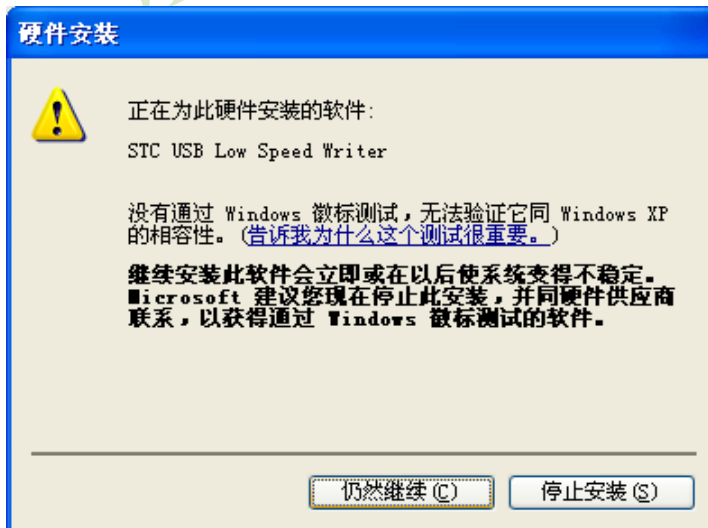 硬件安装
正在为此硬件安装的软件:
STC USB Low Speed Writer
没有通过 Windows 徽标测试，无法验证它同 Windows XP
的相容性。(告诉我为什么这个测试很重要。)
继续安装此软件会立即或在以后使系统变得不稳定。
Microsoft 建议您现在停止此安装，并同硬件供应商
联系，以获得通过 Windows 徽标测试的软件。
仍然继续(C)
停止安装(S)